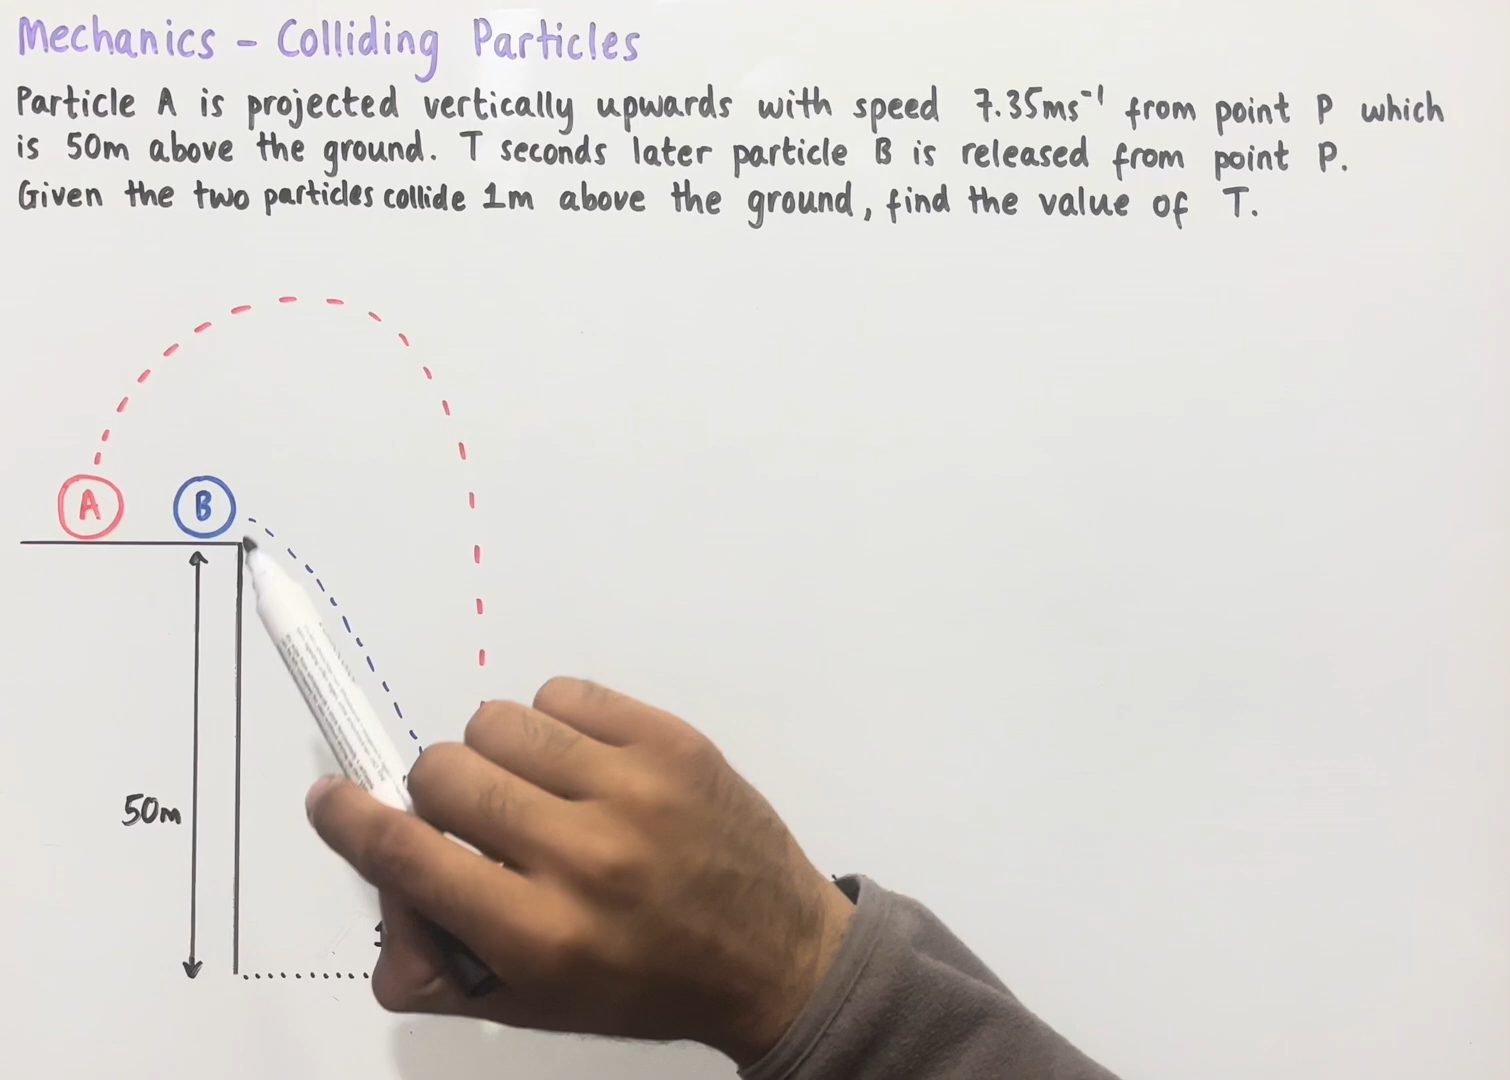 Mechanics - Colliding Particles
Particle A is projected vertically upwards with speed 7.35ms⁻¹ from point P which
is 50m above the ground. T seconds later particle B is released from point P.
Given the two particles collide 1m above the ground, find the value of T.
A
B
50m